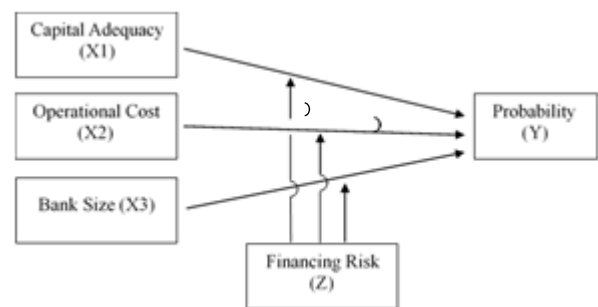 Capital Adequacy
(X1)
Operational Cost
(X2)
Probability
(Y)
Bank Size (X3)
Financing Risk
(Z)